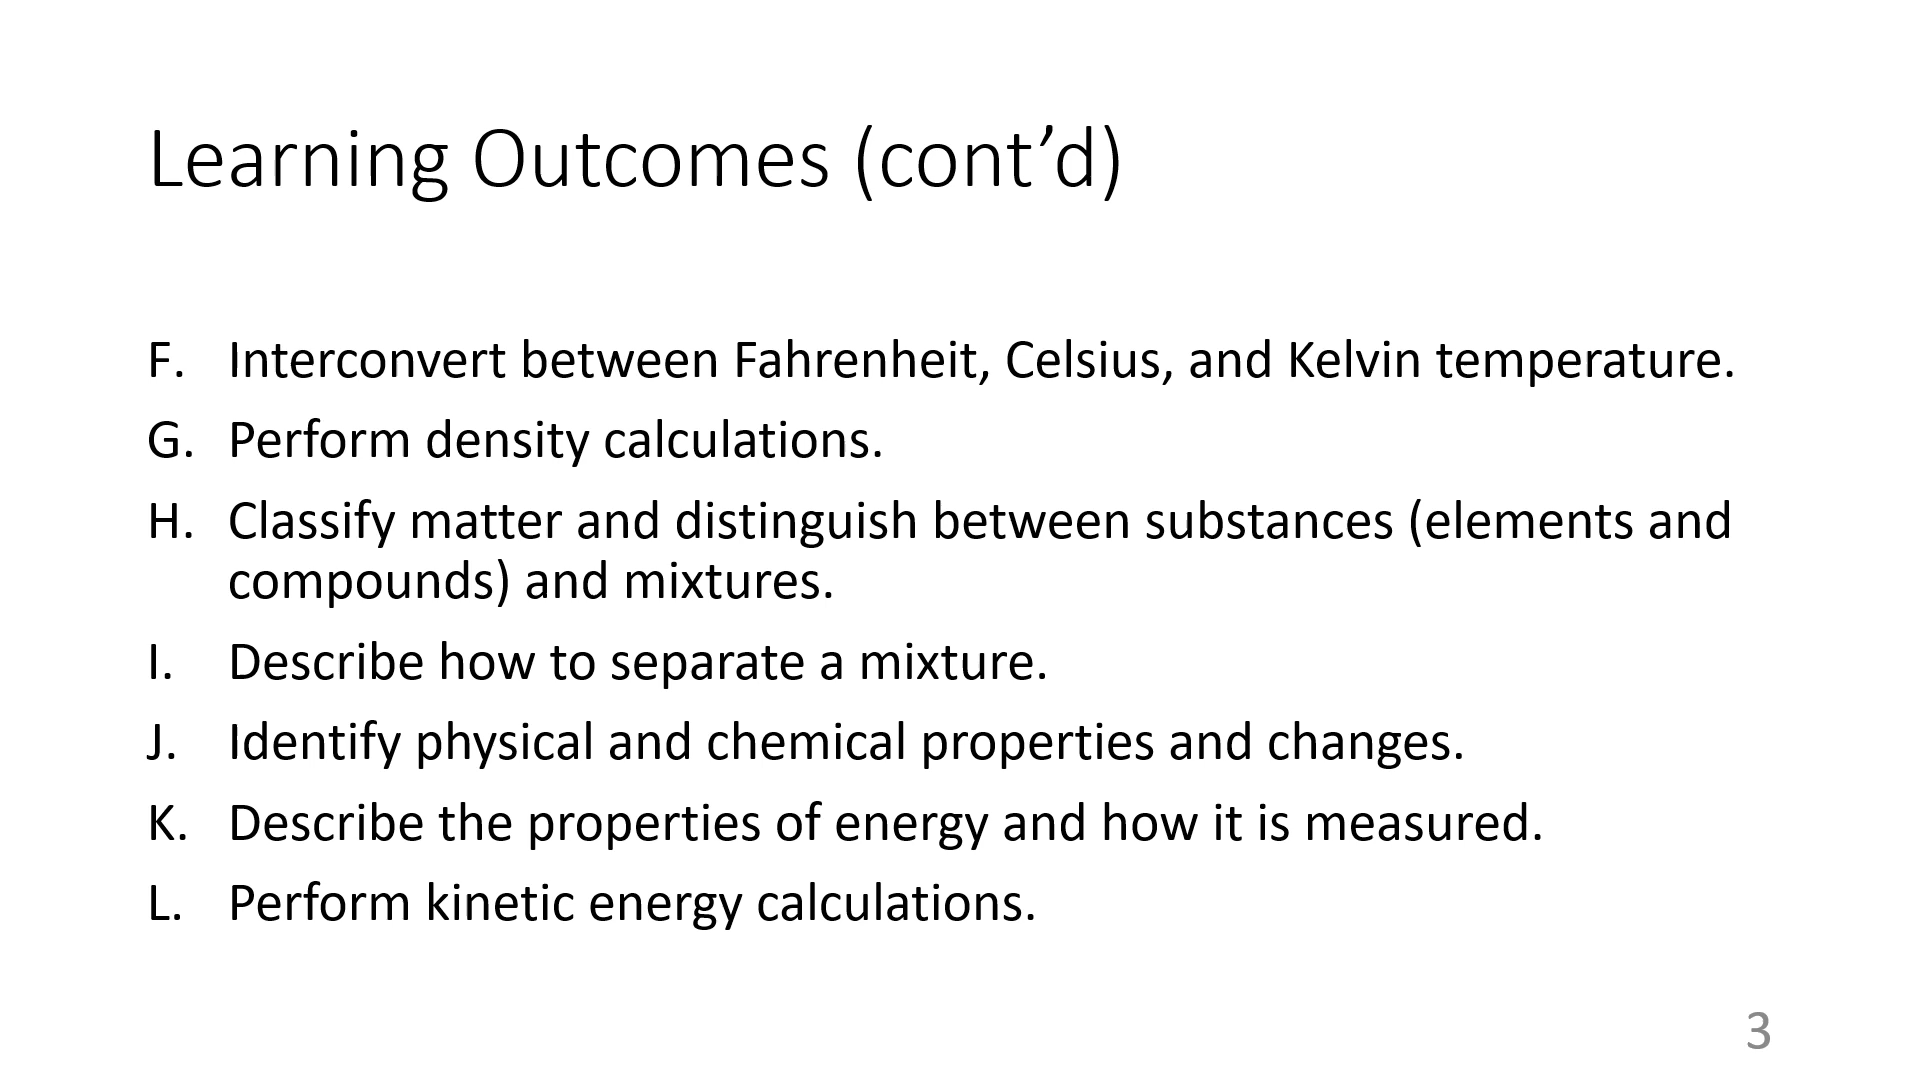 Learning Outcomes (cont’d)
F. Interconvert between Fahrenheit, Celsius, and Kelvin temperature.
G. Perform density calculations.
H. Classify matter and distinguish between substances (elements and
compounds) and mixtures.
I. Describe how to separate a mixture.
J. Identify physical and chemical properties and changes.
K. Describe the properties of energy and how it is measured.
L. Perform kinetic energy calculations.
3